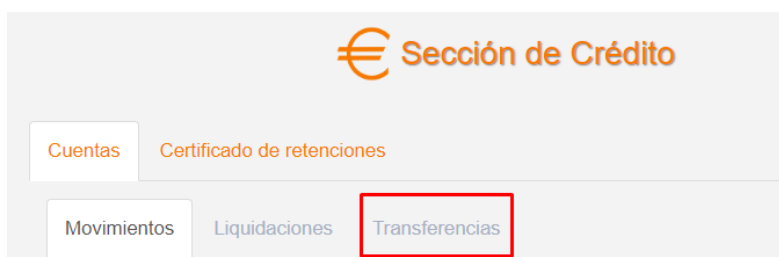 € Sección de Crédito
Cuentas Certificado de retenciones
Movimientos Liquidaciones Transferencias